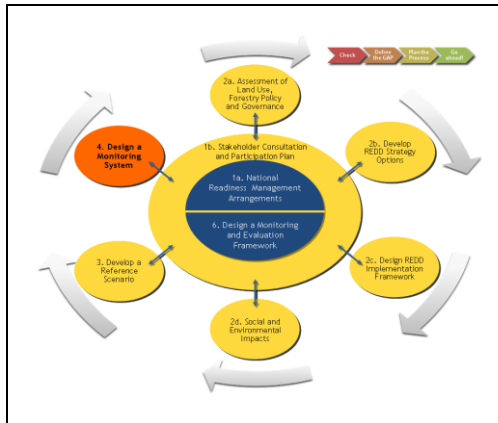 Check
Define
the GAP
Plan the
Process
Go
ahead!
2a. Assessment of
Land Use,
Forestry Policy
and Governance
4. Design a
Monitoring
System
1b. Stakeholder Consultation
and Participation Plan
2b. Develop
REDD Strategy
Options
1a. National
Readiness Management
Arrangements
6. Design a Monitoring
and Evaluation
Framework
3. Develop a
Reference
Scenario
2c. Design REDD
Implementation
Framework
2d. Social and
Environmental
Impacts